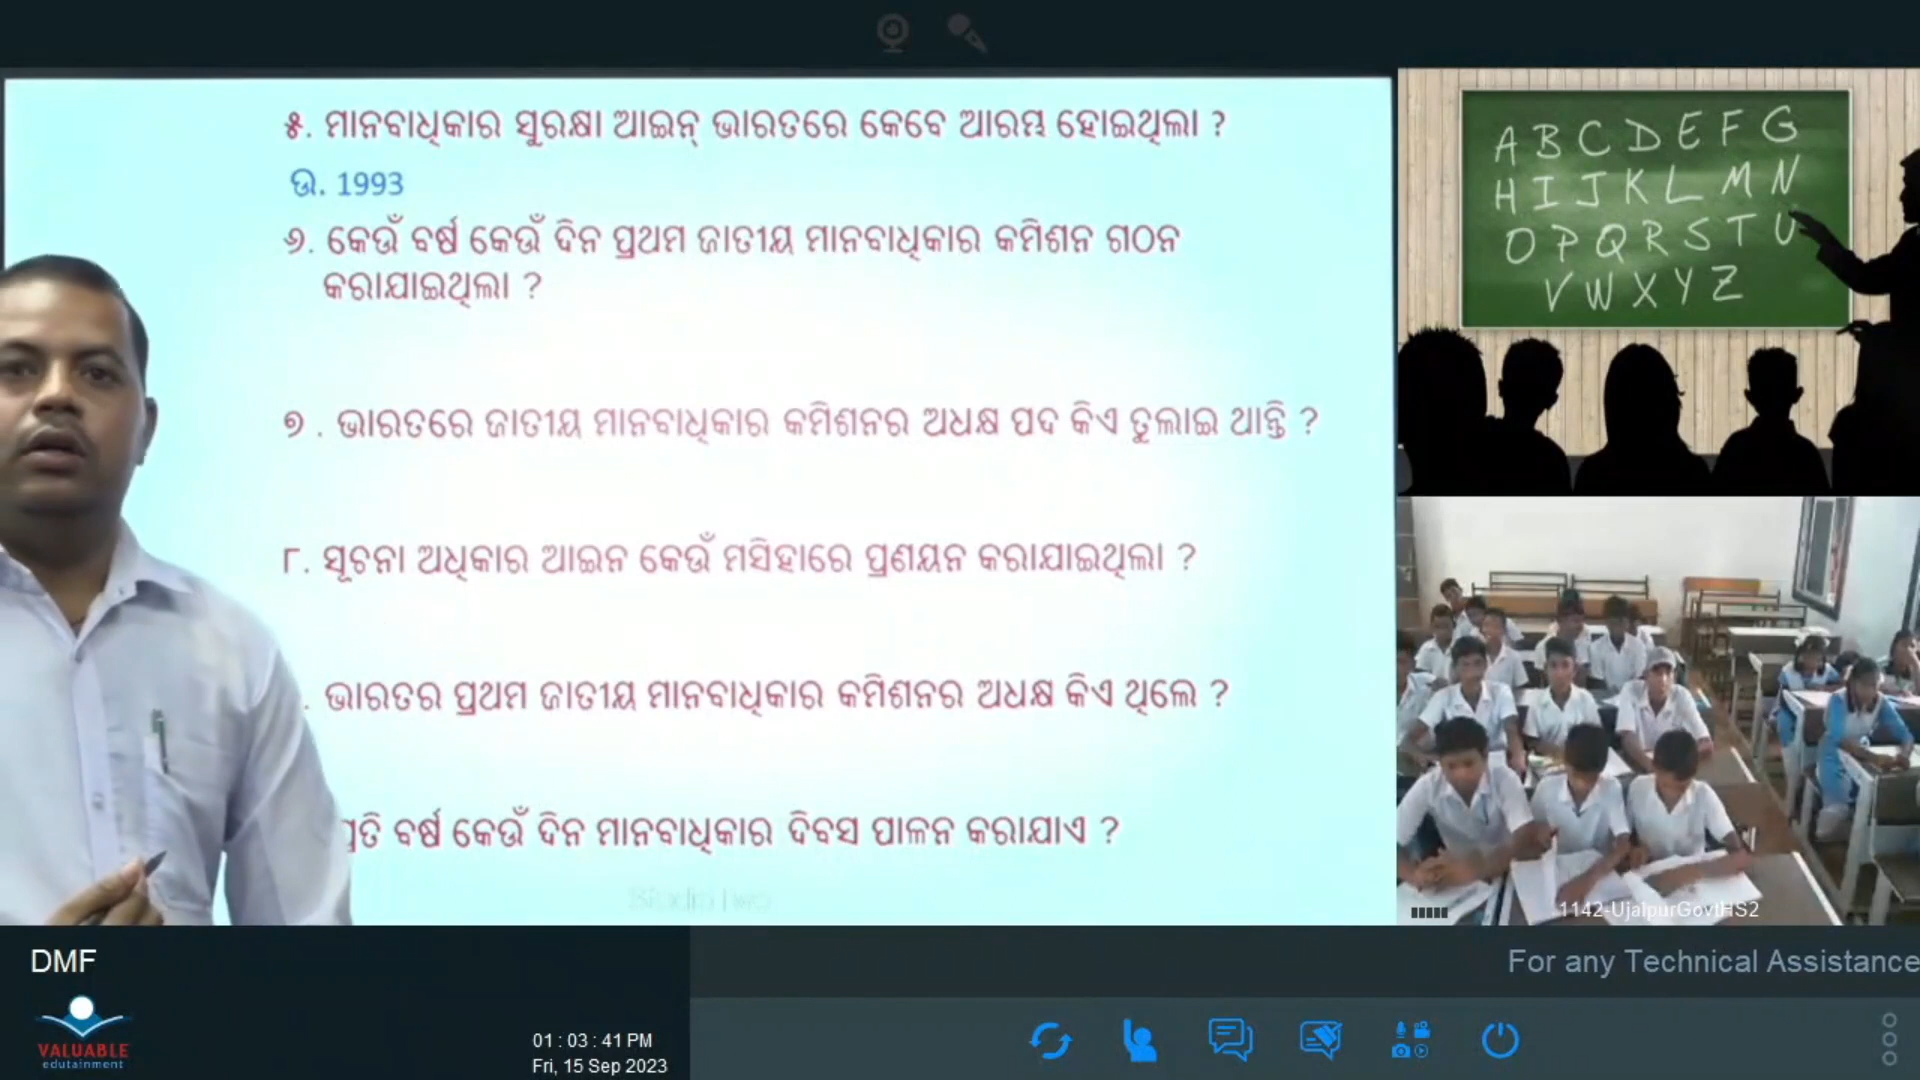 ୫. ମାନବାଧିକାର ସୁରକ୍ଷା ଆଇନ୍ ଭାରତରେ କେବେ ଆରମ୍ଭ ହୋଇଥିଲା ?
ଉ. 1993
୬. କେଉଁ ବର୍ଷ କେଉଁ ଦିନ ପ୍ରଥମ ଜାତୀୟ ମାନବାଧିକାର କମିଶନ ଗଠନ
କରାଯାଇଥିଲା ?
୭ . ଭାରତରେ ଜାତୀୟ ମାନବାଧିକାର କମିଶନର ଅଧକ୍ଷ ପଦ କିଏ ତୁଲାଇ ଥାନ୍ତି ?
୮. ସୂଚନା ଅଧିକାର ଆଇନ କେଉଁ ମସିହାରେ ପ୍ରଣୟନ କରାଯାଇଥିଲା ?
. ଭାରତର ପ୍ରଥମ ଜାତୀୟ ମାନବାଧିକାର କମିଶନର ଅଧକ୍ଷ କିଏ ଥିଲେ ?
ବର୍ଷ କେଉଁ ଦିନ ମାନବାଧିକାର ଦିବସ ପାଳନ କରାଯାଏ ?
A B C D E F G
H I J K L M N
O P Q R S T U
V W X Y Z
1142-UjalpurGovtHS2
DMF
For any Technical Assistance
VALUABLE
edutainment
01 : 03 : 41 PM
Fri, 15 Sep 2023